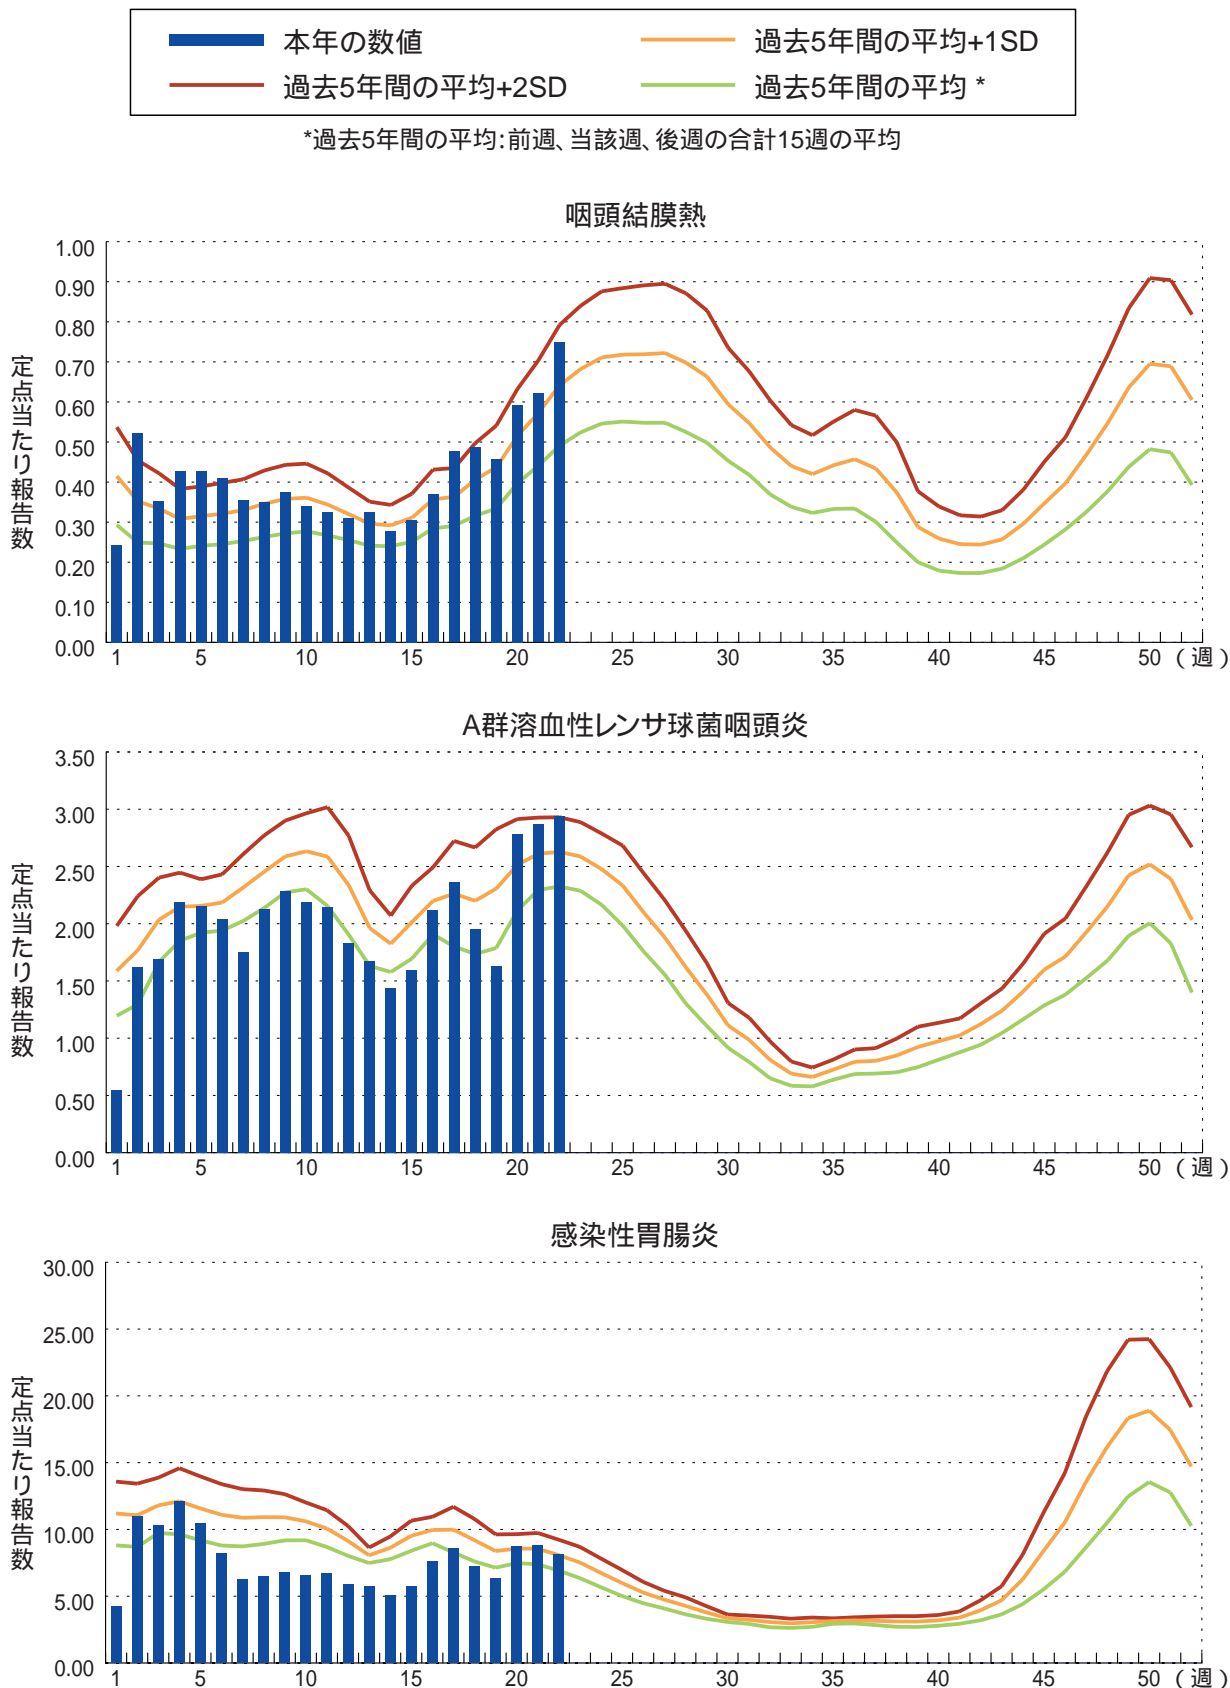 本年の数値 過去5年間の平均+1SD
過去5年間の平均+2SD 過去5年間の平均 *
*過去5年間の平均:前週、当該週、後週の合計15週の平均
咽頭結膜熱
定点当たり報告数
1.00
0.90
0.80
0.70
0.60
0.50
0.40
0.30
0.20
0.10
0.00
1 5 10 15 20 25 30 35 40 45 50 (週)
A群溶血性レンサ球菌咽頭炎
定点当たり報告数
3.50
3.00
2.50
2.00
1.50
1.00
0.50
0.00
1 5 10 15 20 25 30 35 40 45 50 (週)
感染性胃腸炎
定点当たり報告数
30.00
25.00
20.00
15.00
10.00
5.00
0.00
1 5 10 15 20 25 30 35 40 45 50 (週)